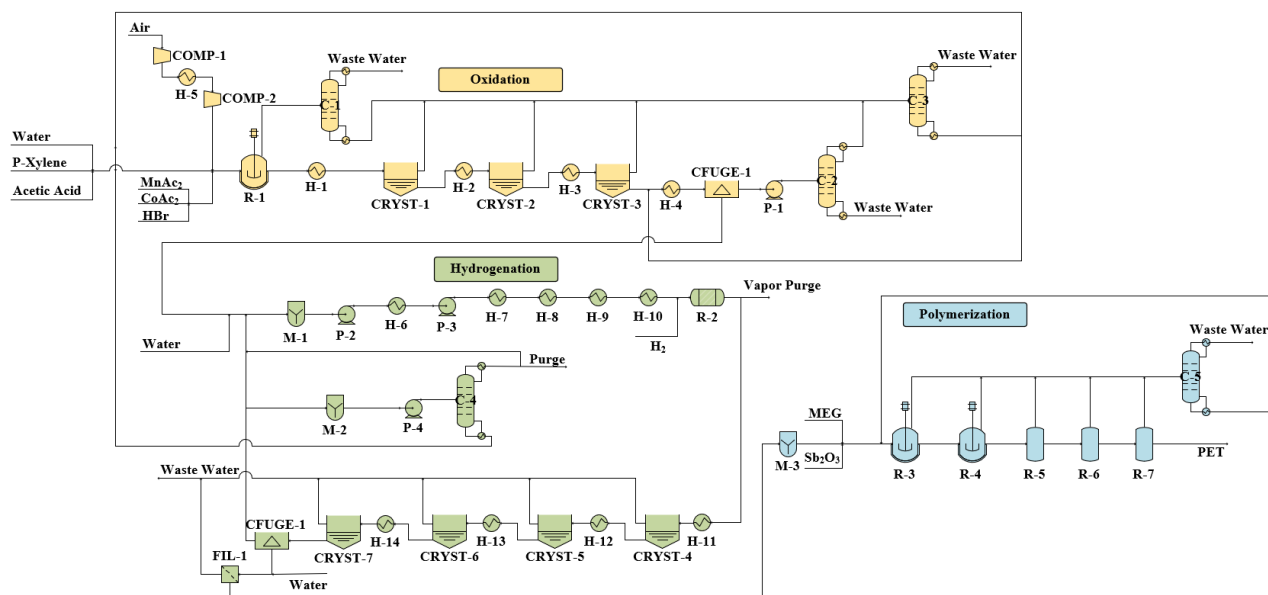 Air
COMP-1
H-5
COMP-2
Waste Water
Oxidation
Waste Water
C-1
C-3
Water
P-Xylene
Acetic Acid
MnAc₂
CoAc₂
HBr
R-1
H-1
CRYST-1
H-2
CRYST-2
H-3
CRYST-3
H-4
CFUGE-1
P-1
C-2
Waste Water
Hydrogenation
Water
M-1
P-2
H-6
P-3
H-7
H-8
H-9
H-10
H₂
R-2
Vapor Purge
Purge
M-2
P-4
C-4
Waste Water
CFUGE-1
FIL-1
Water
CRYST-7
H-14
CRYST-6
H-13
CRYST-5
H-12
CRYST-4
H-11
Polymerization
Waste Water
C-5
MEG
Sb₂O₃
M-3
R-3
R-4
R-5
R-6
R-7
PET